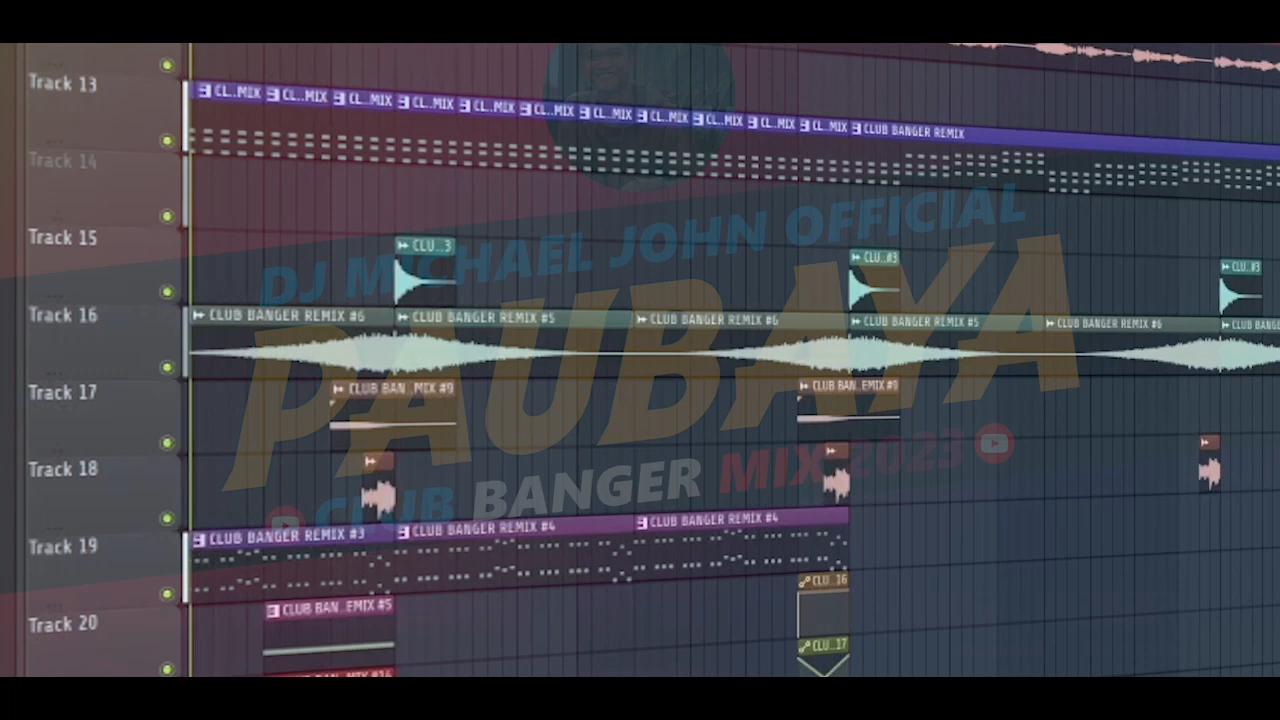 Track 13
CL..MIX CL..MIX CL..MIX CL..MIX CL..MIX CL..MIX CL..MIX CL..MIX CL..MIX CL..MIX CL..MIX CLUB BANGER REMIX
Track 14
DJ MICHAEL JOHN OFFICIAL
Track 15
CLU..3 CLU..#3 CLU..#3
PAUBAYA
Track 16
CLUB BANGER REMIX #6 CLUB BANGER REMIX #5 CLUB BANGER REMIX #6 CLUB BANGER REMIX #5 CLUB BANGER REMIX #6 CLUB BANG
Track 17
CLUB BAN..MIX #9 CLUB BAN..EMIX #9
Track 18
CLUB BANGER MIX 2023
Track 19
CLUB BANGER REMIX #3 CLUB BANGER REMIX #4 CLUB BANGER REMIX #4
CLU..16
Track 20
CLUB BAN..EMIX #5
CLU..17